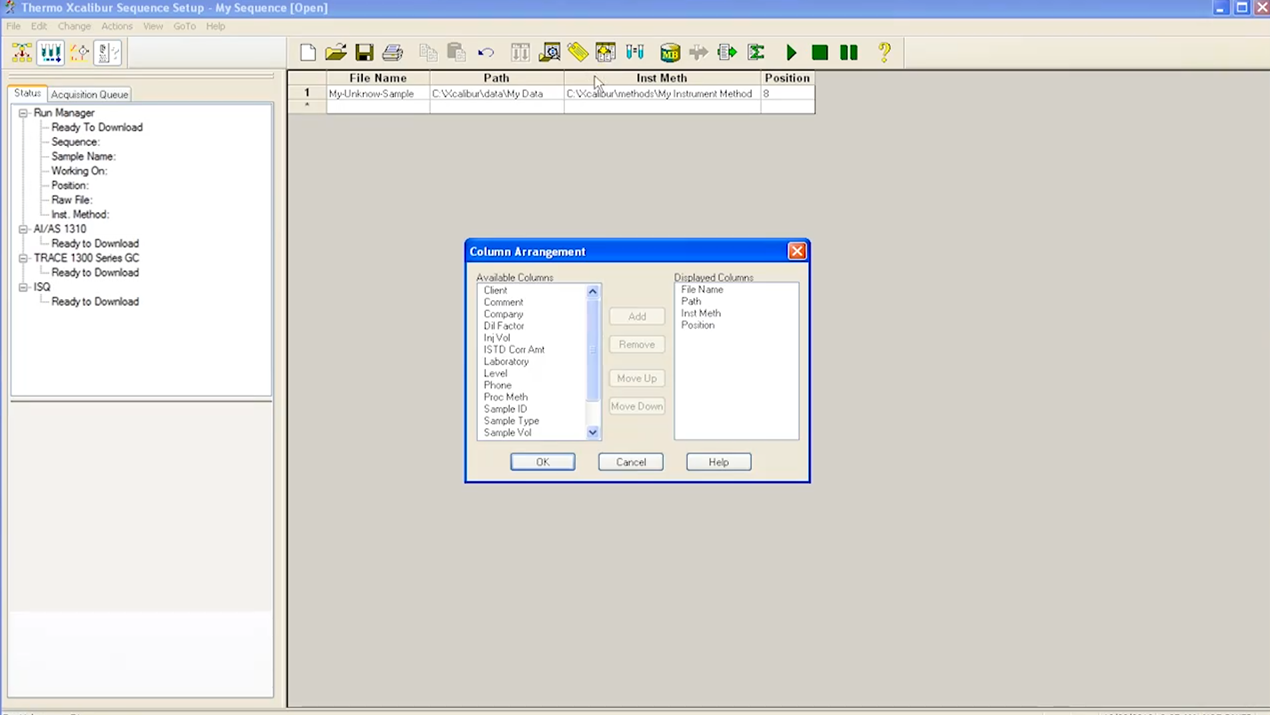 Thermo Xcalibur Sequence Setup - My Sequence [Open]
File Edit Change Actions View GoTo Help
MB
Status Acquisition Queue
Run Manager
Ready To Download
Sequence:
Sample Name:
Working On:
Position:
Raw File:
Inst. Method:
AI/AS 1310
Ready to Download
TRACE 1300 Series GC
Ready to Download
ISQ
Ready to Download
File Name Path Inst Meth Position
1 My-Unknow-Sample C:\Xcalibur\data\My Data C:\Xcalibur\methods\My Instrument Method 8
*
Column Arrangement
Available Columns
Client
Comment
Company
Dil Factor
Inj Vol
ISTD Corr Amt
Laboratory
Level
Phone
Proc Meth
Sample ID
Sample Type
Sample Vol
Add
Remove
Move Up
Move Down
Displayed Columns
File Name
Path
Inst Meth
Position
OK Cancel Help